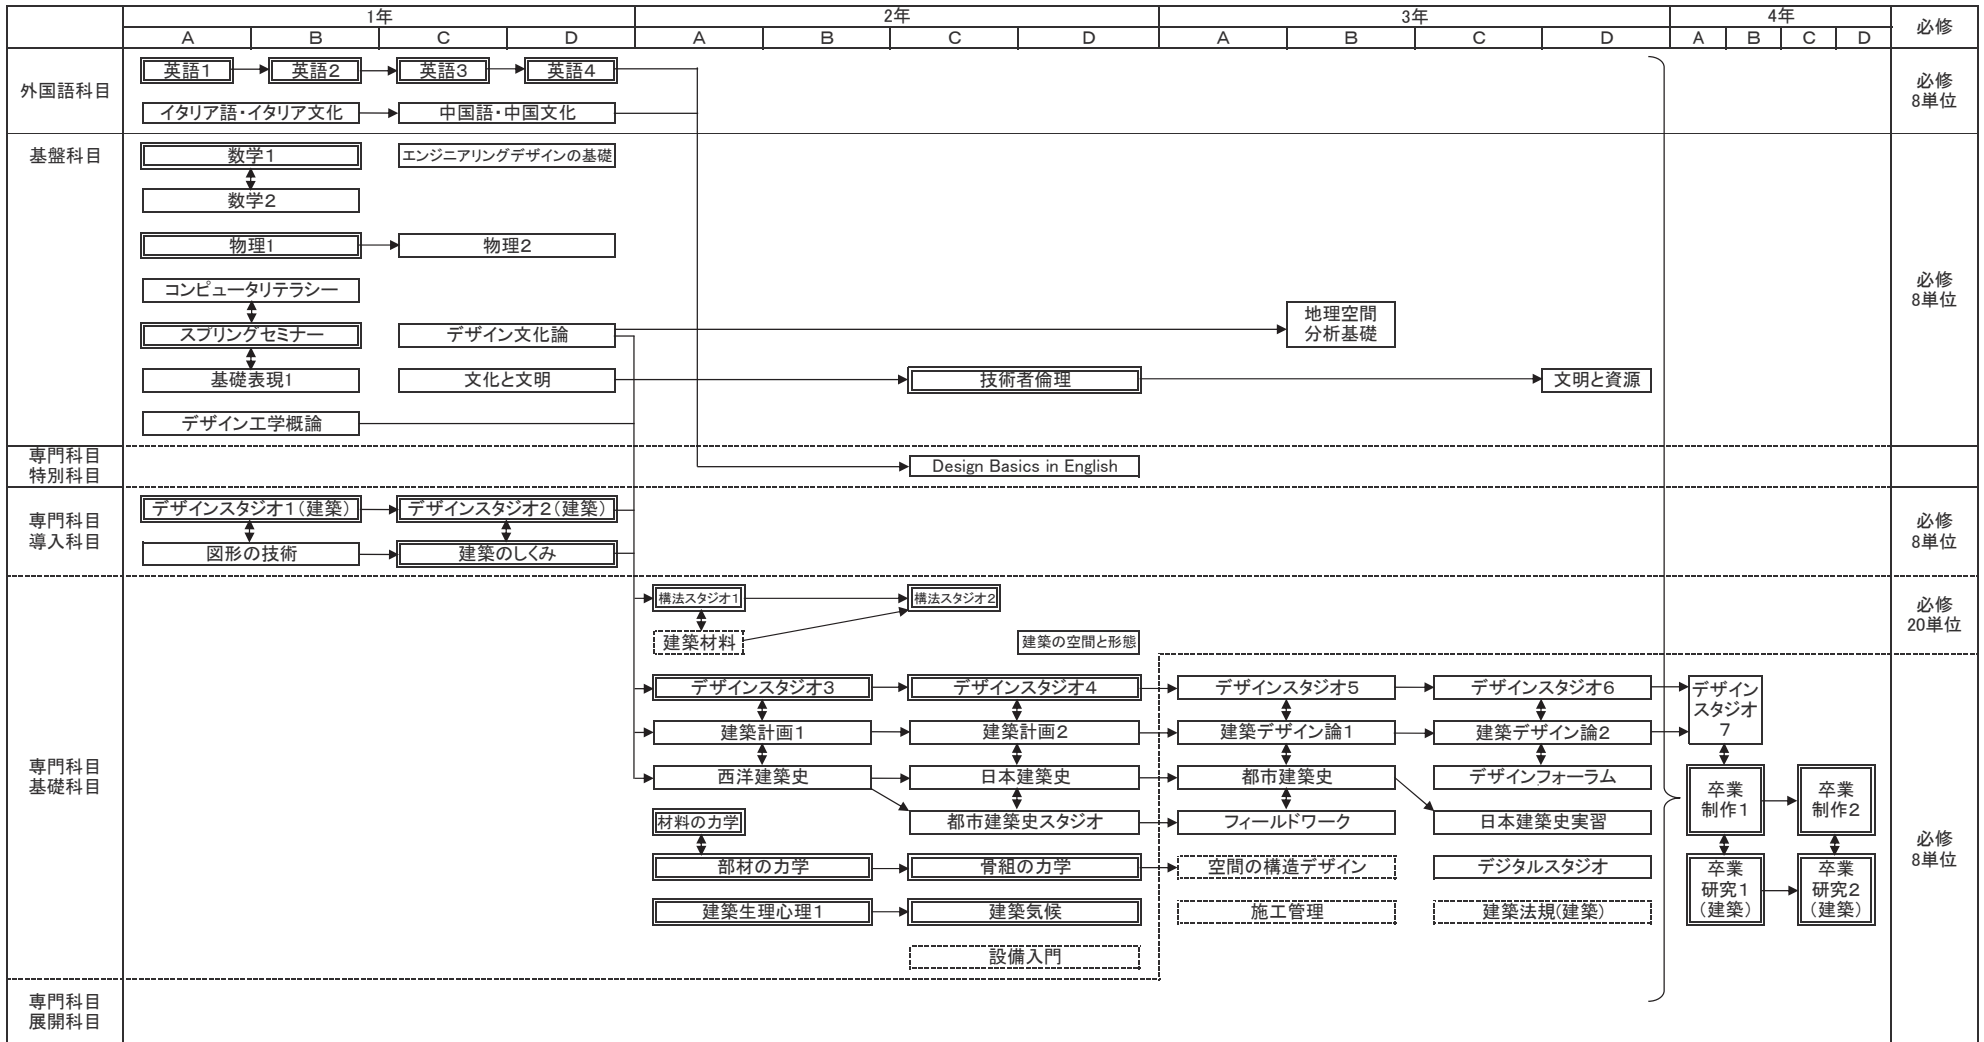 1年
2年
3年
4年
必修
A
B
C
D
A
B
C
D
A
B
C
D
A
B
C
D
外国語科目
英語1
英語2
英語3
英語4
イタリア語・イタリア文化
中国語・中国文化
必修
8単位
基盤科目
数学1
エンジニアリングデザインの基礎
数学2
物理1
物理2
コンピュータリテラシー
スプリングセミナー
デザイン文化論
地理空間
分析基礎
基礎表現1
文化と文明
技術者倫理
文明と資源
デザイン工学概論
必修
8単位
専門科目
特別科目
Design Basics in English
専門科目
導入科目
デザインスタジオ1(建築)
デザインスタジオ2(建築)
図形の技術
建築のしくみ
必修
8単位
構法スタジオ1
構法スタジオ2
建築材料
建築の空間と形態
必修
20単位
専門科目
基礎科目
デザインスタジオ3
デザインスタジオ4
デザインスタジオ5
デザインスタジオ6
デザイン
スタジオ
7
建築計画1
建築計画2
建築デザイン論1
建築デザイン論2
西洋建築史
日本建築史
都市建築史
デザインフォーラム
卒業
制作1
卒業
制作2
材料の力学
都市建築史スタジオ
フィールドワーク
日本建築史実習
部材の力学
骨組の力学
空間の構造デザイン
デジタルスタジオ
卒業
研究1
(建築)
卒業
研究2
(建築)
建築生理心理1
建築気候
施工管理
建築法規(建築)
設備入門
必修
8単位
専門科目
展開科目